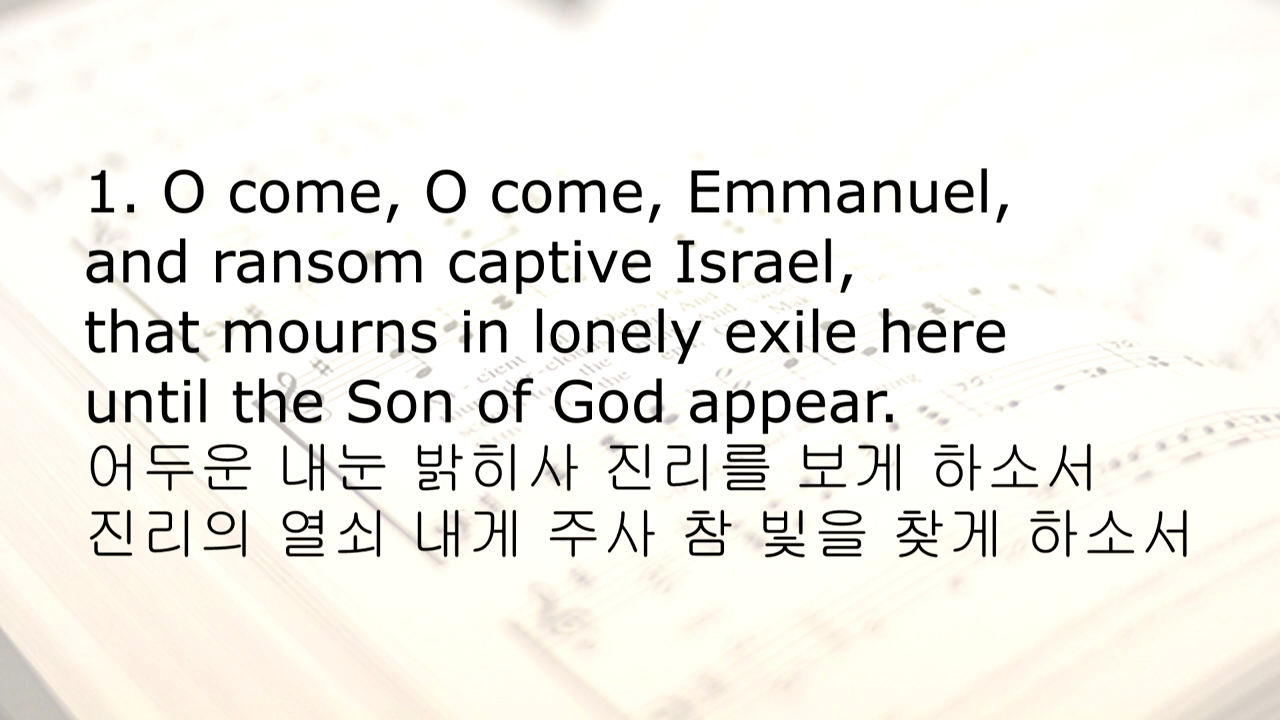 1. O come, O come, Emmanuel,
and ransom captive Israel,
that mourns in lonely exile here
until the Son of God appear.
어두운 내눈 밝히사 진리를 보게 하소서
진리의 열쇠 내게 주사 참 빛을 찾게 하소서